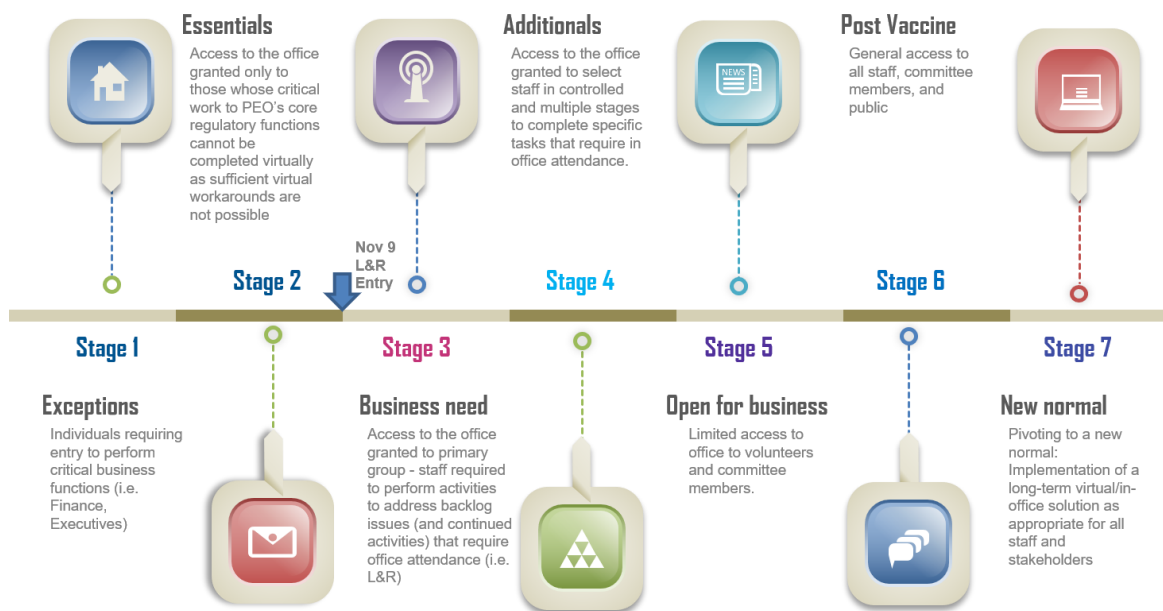 Essentials
Access to the office
granted only to
those whose critical
work to PEO's core
regulatory functions
cannot be
completed virtually
as sufficient virtual
workarounds are
not possible
Additionals
Access to the office
granted to select
staff in controlled
and multiple stages
to complete specific
tasks that require in
office attendance.
NEWS
Post Vaccine
General access to
all staff, committee
members, and
public
Nov 9
L&R
Entry
Stage 2
Stage 4
Stage 6
Stage 1
Stage 3
Stage 5
Stage 7
Exceptions
Individuals requiring
entry to perform
critical business
functions (i.e.
Finance,
Executives)
Business need
Access to the office
granted to primary
group - staff required
to perform activities
to address backlog
issues (and continued
activities) that require
office attendance (i.e.
L&R)
Open for business
Limited access to
office to volunteers
and committee
members.
New normal
Pivoting to a new
normal:
Implementation of a
long-term virtual/in-
office solution as
appropriate for all
staff and
stakeholders